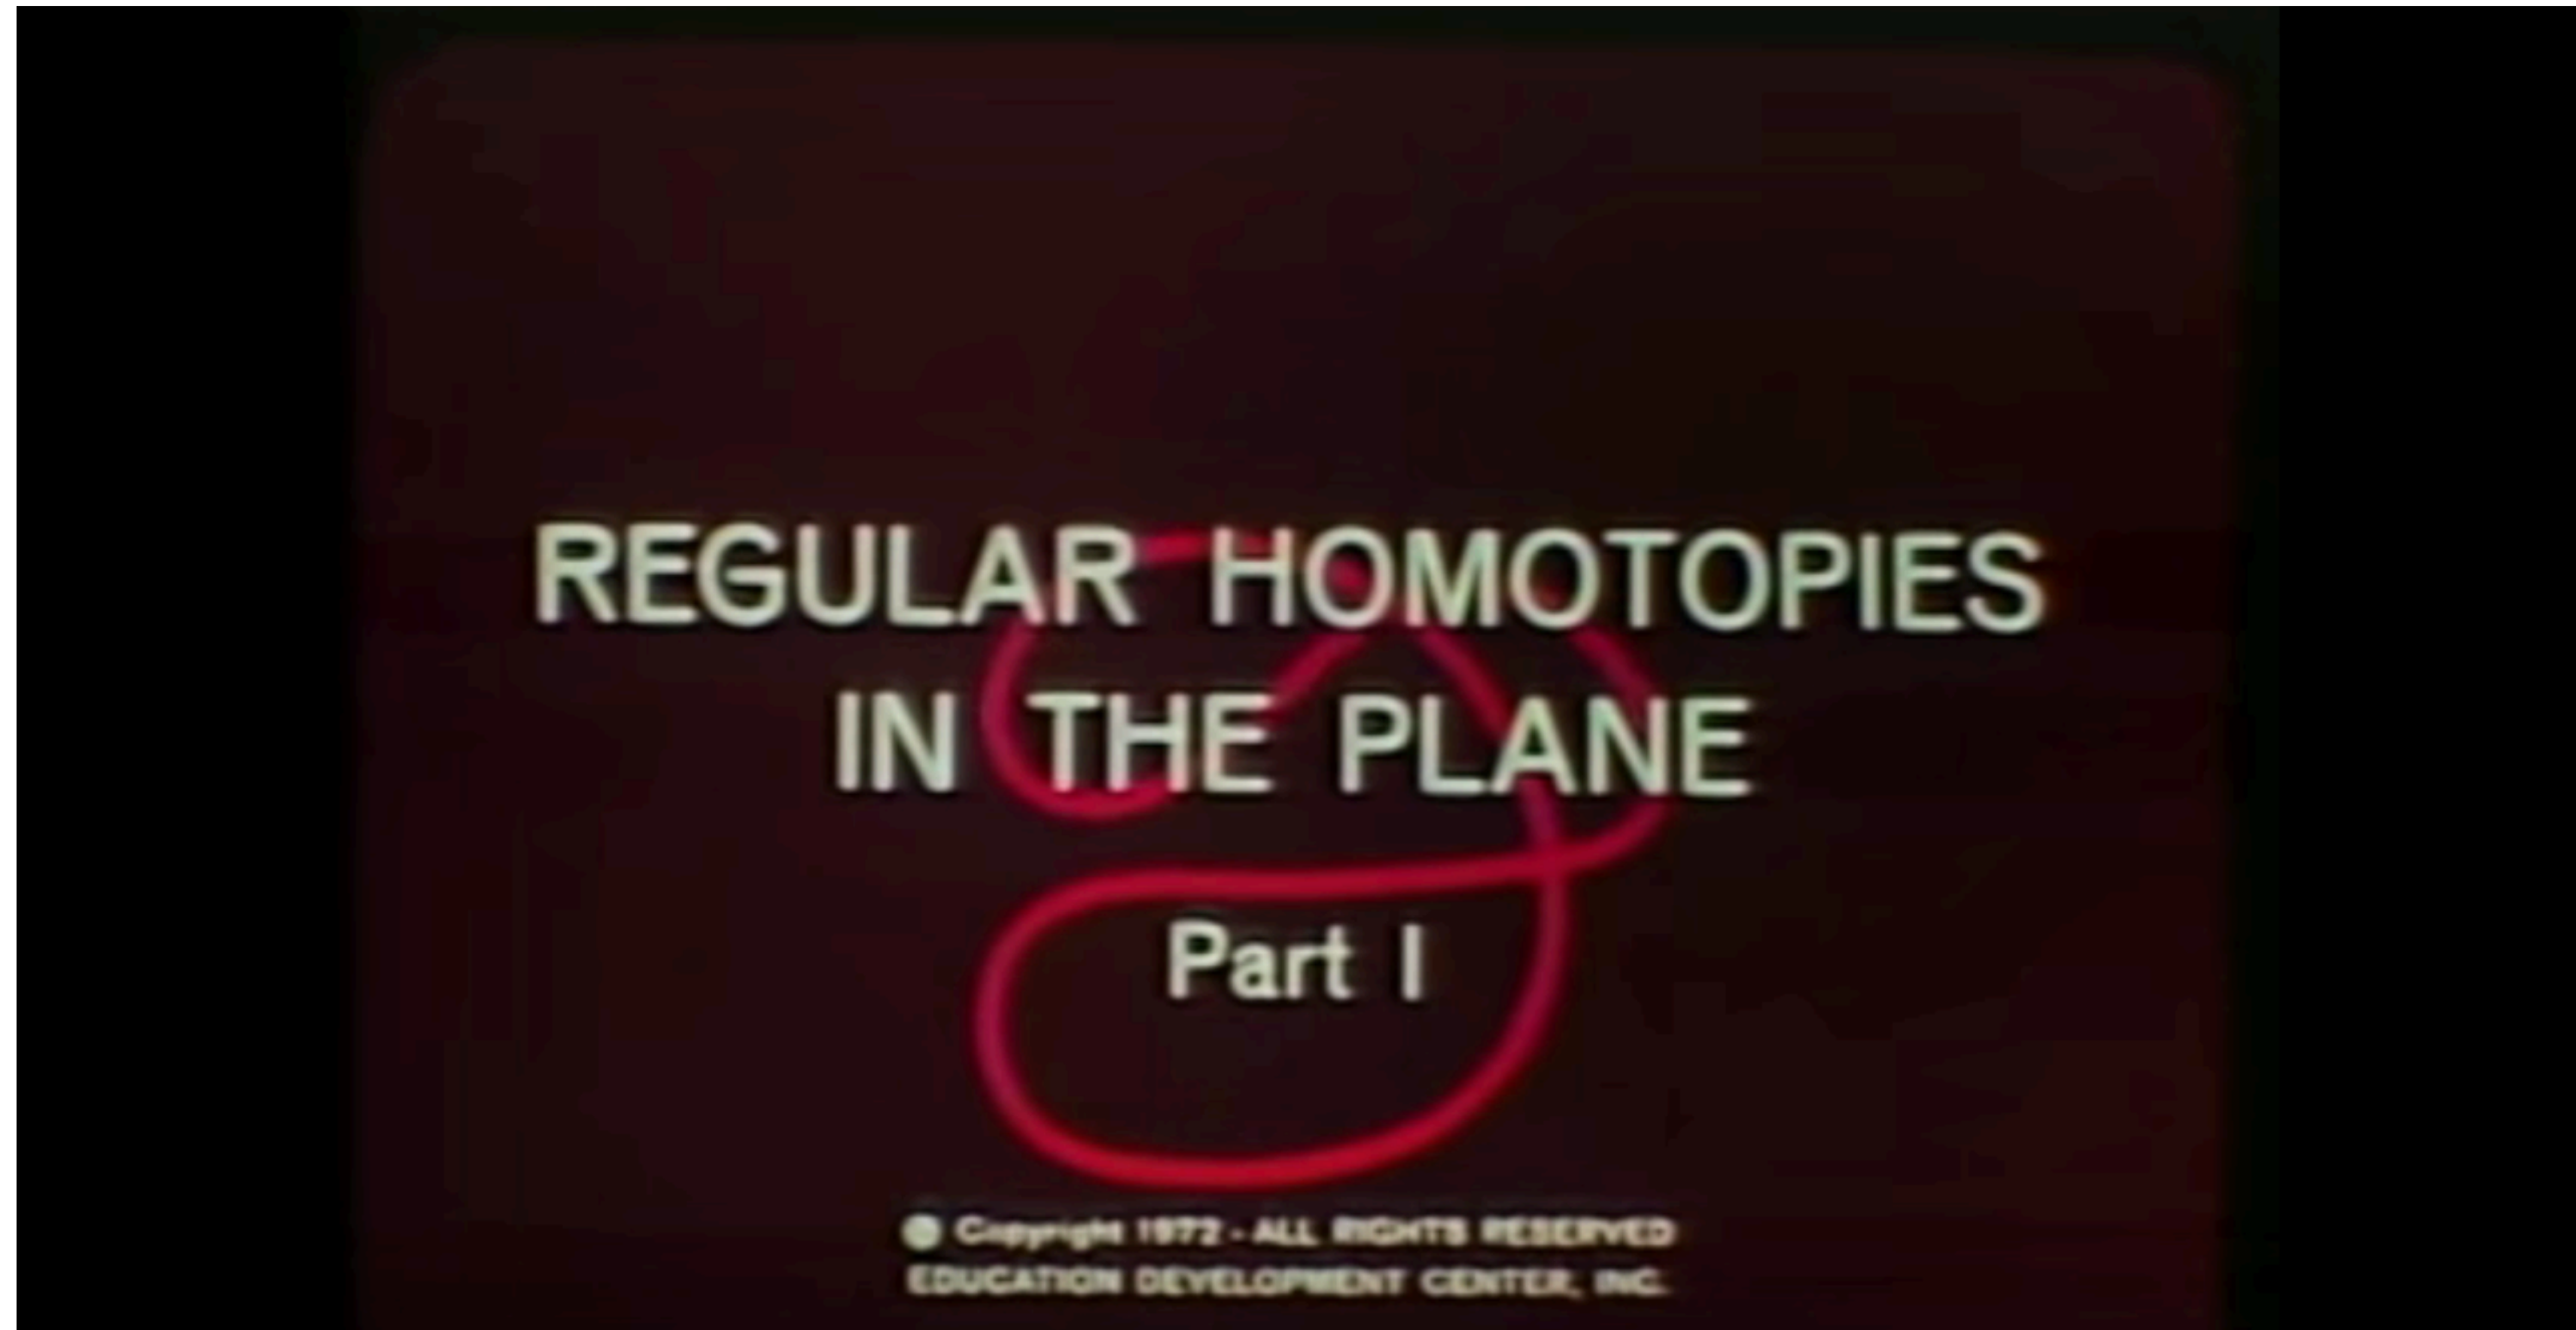 REGULAR HOMOTOPIES
IN THE PLANE
Part I
© Copyright 1972 - ALL RIGHTS RESERVED
EDUCATION DEVELOPMENT CENTER, INC.